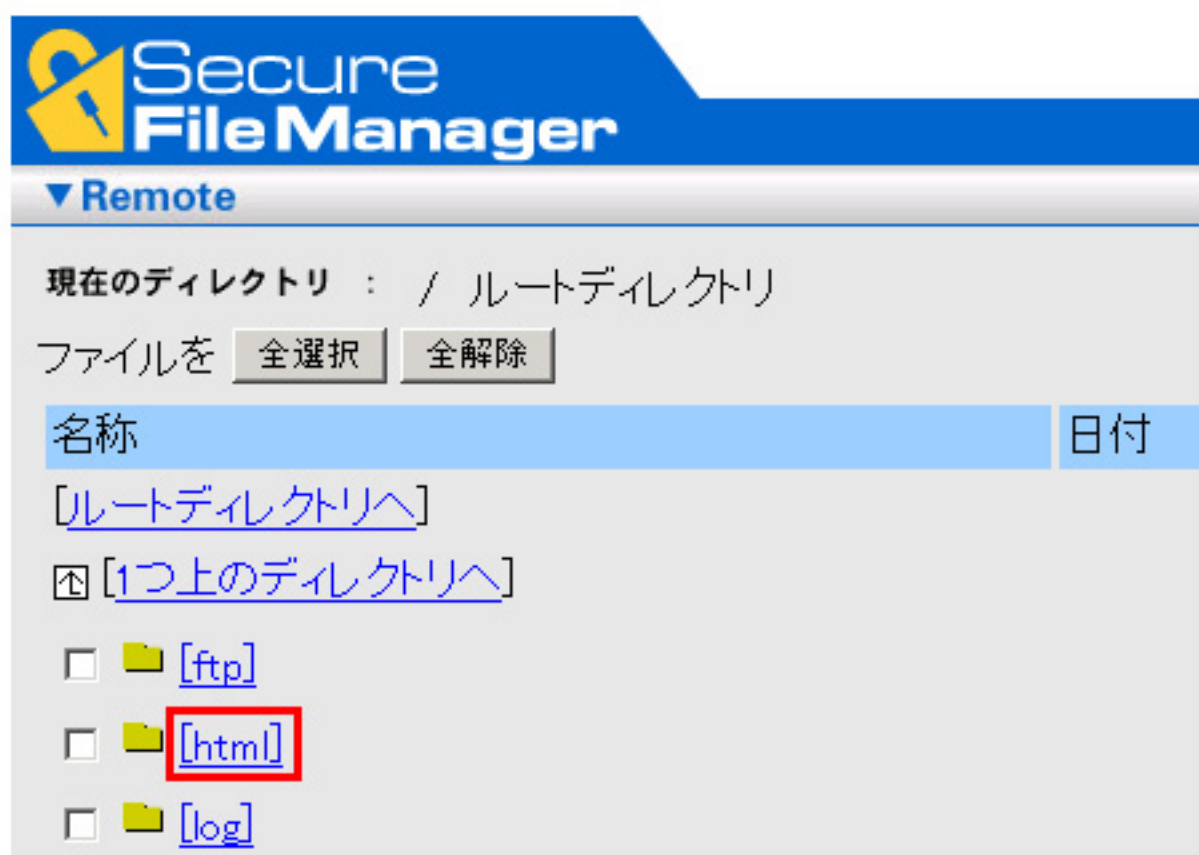 Secure
FileManager
▼Remote
現在のディレクトリ : / ルートディレクトリ
ファイルを 全選択 全解除
名称 日付
[ルートディレクトリへ]
[1つ上のディレクトリへ]
[ftp]
[html]
[log]